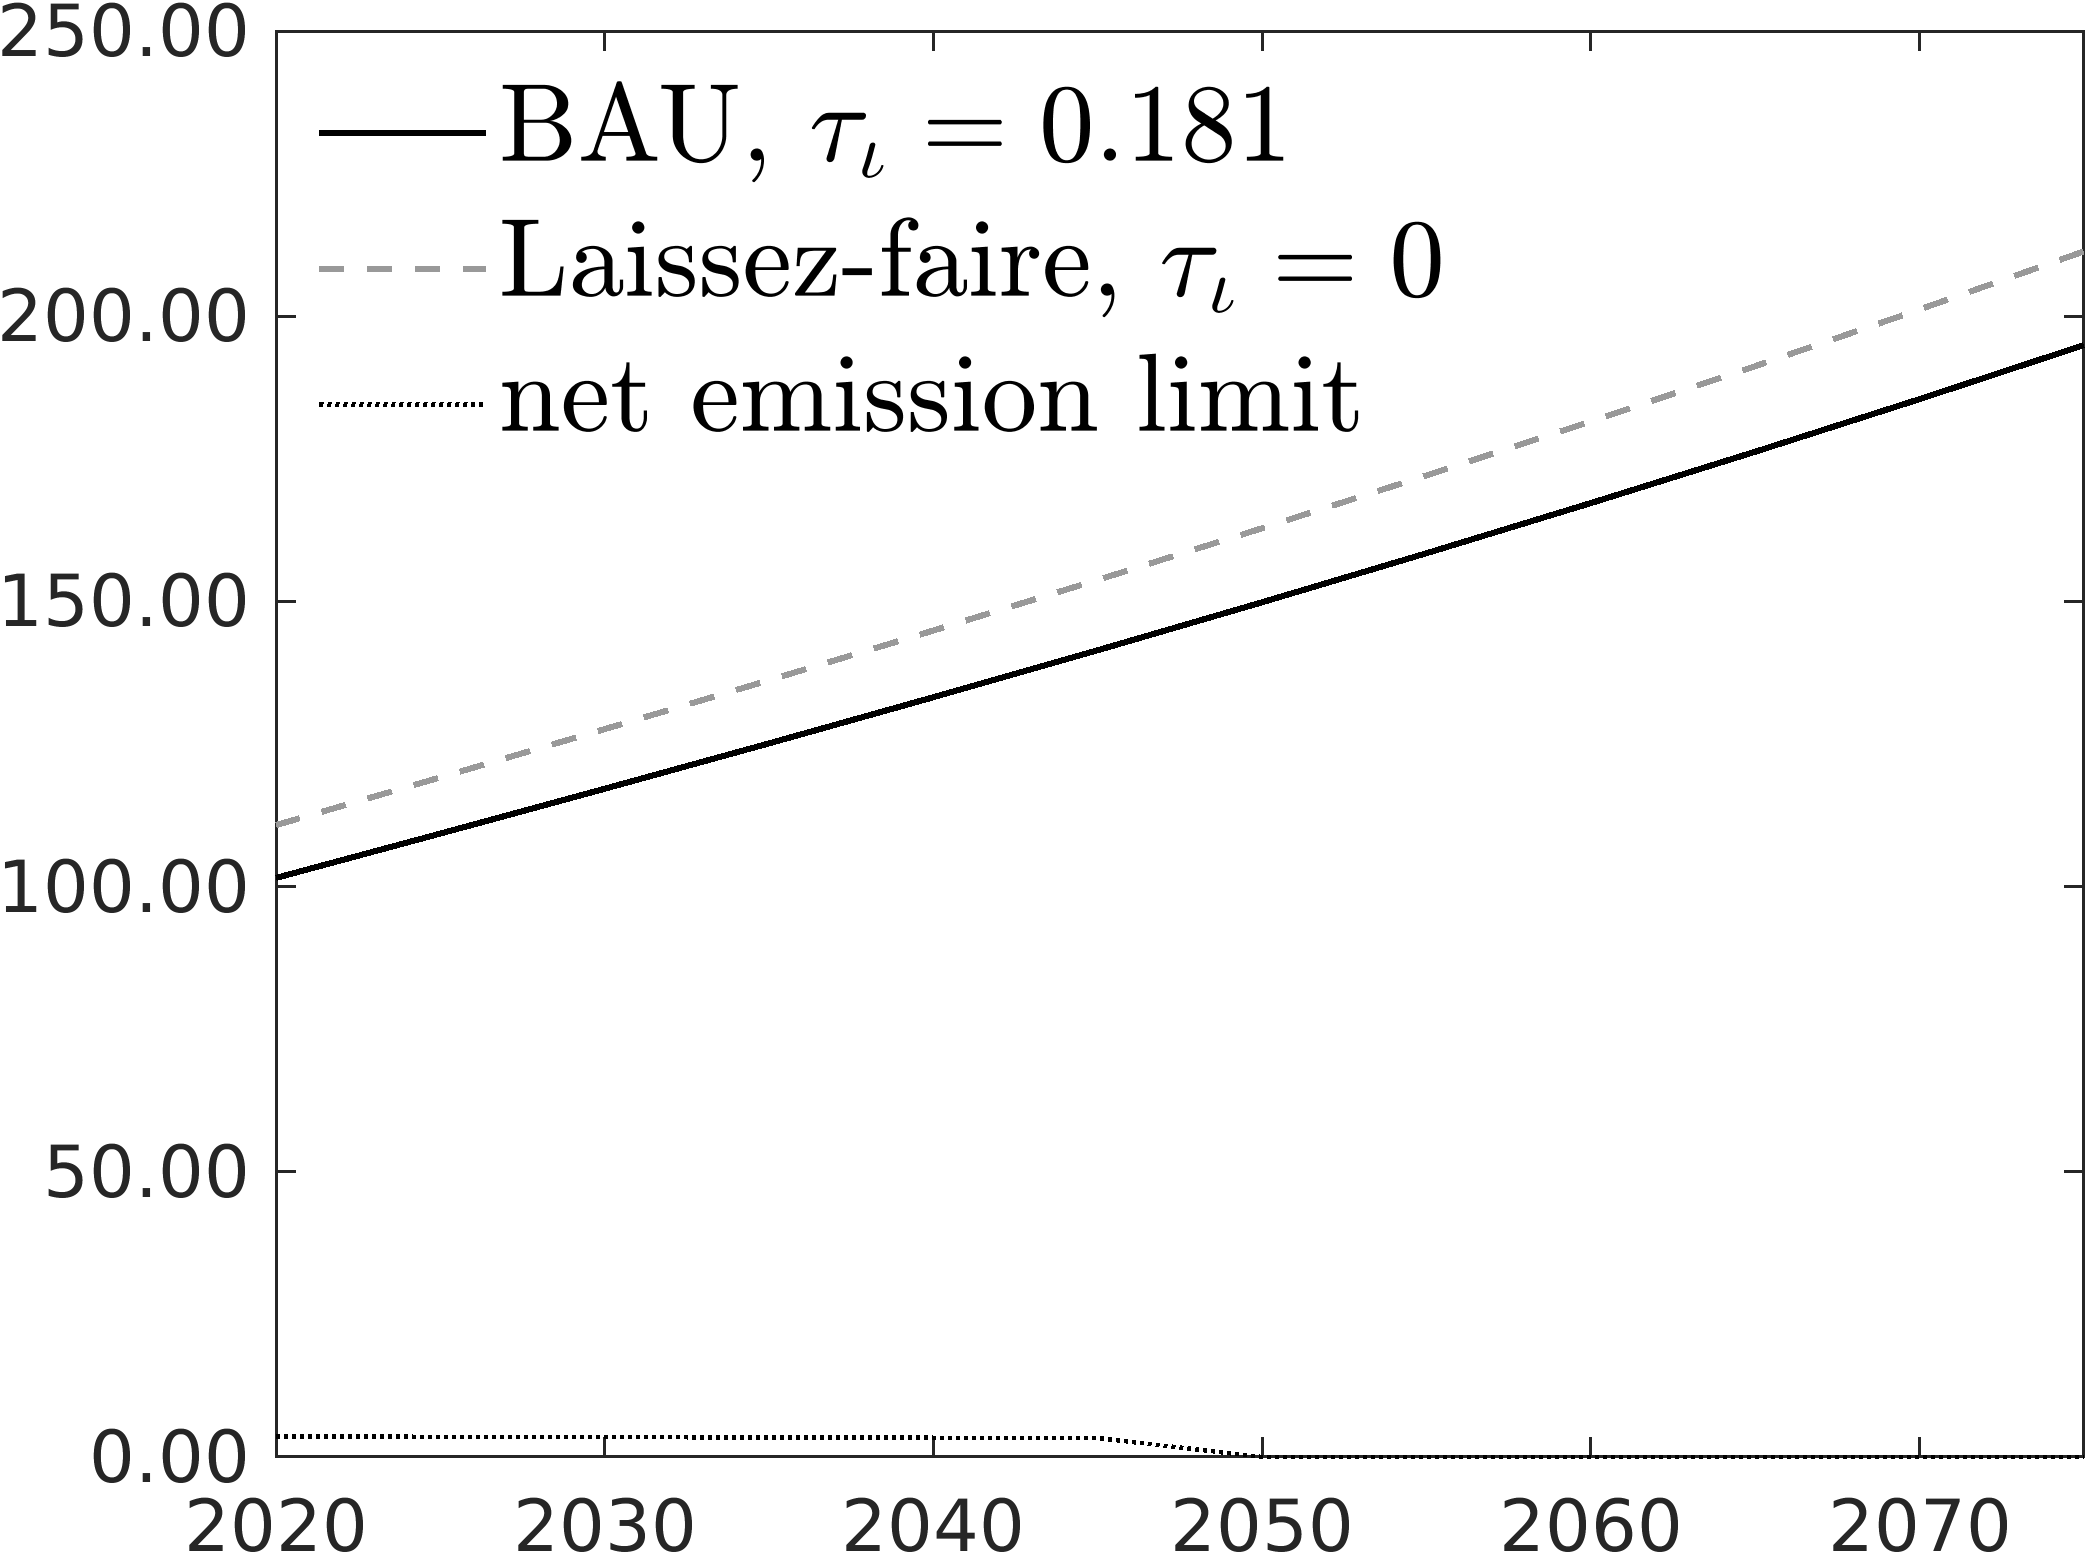 250.00
BAU, τ_ι = 0.181
Laissez-faire, τ_ι = 0
200.00
net emission limit
150.00
100.00
50.00
0.00
2020 2030 2040 2050 2060 2070